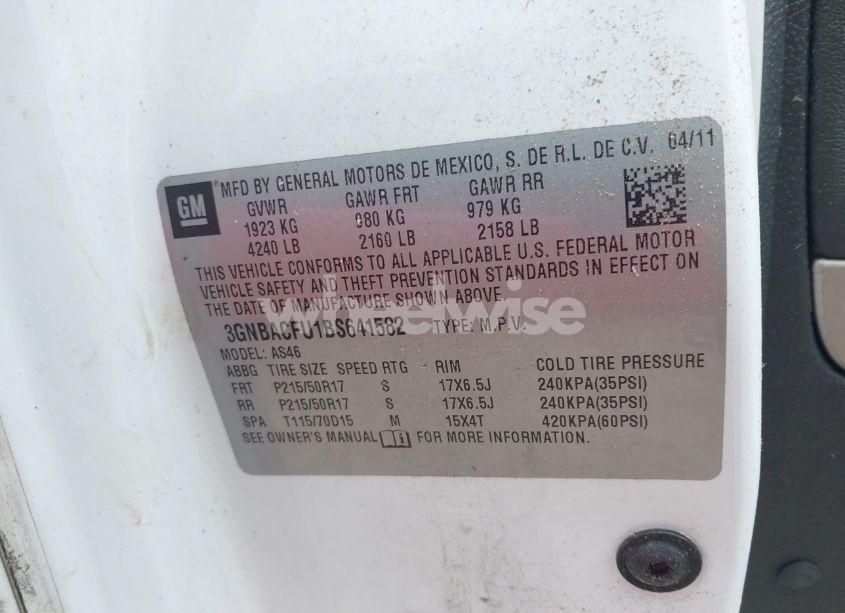 GM
®MFD BY GENERAL MOTORS DE MEXICO, S. DE R.L. DE C.V. 04/11
GVWR GAWR FRT GAWR RR
1923 KG 980 KG 979 KG
4240 LB 2160 LB 2158 LB
THIS VEHICLE CONFORMS TO ALL APPLICABLE U.S. FEDERAL MOTOR
VEHICLE SAFETY AND THEFT PREVENTION STANDARDS IN EFFECT ON
THE DATE OF MANUFACTURE SHOWN ABOVE.
wheelwise
3GNBACFU1BS641582 TYPE: M.P.V.
MODEL: AS46
ABBG TIRE SIZE SPEED RTG RIM COLD TIRE PRESSURE
FRT P215/50R17 S 17X6.5J 240KPA(35PSI)
RR P215/50R17 S 17X6.5J 240KPA(35PSI)
SPA T115/70D15 M 15X4T 420KPA(60PSI)
SEE OWNER'S MANUAL FOR MORE INFORMATION.